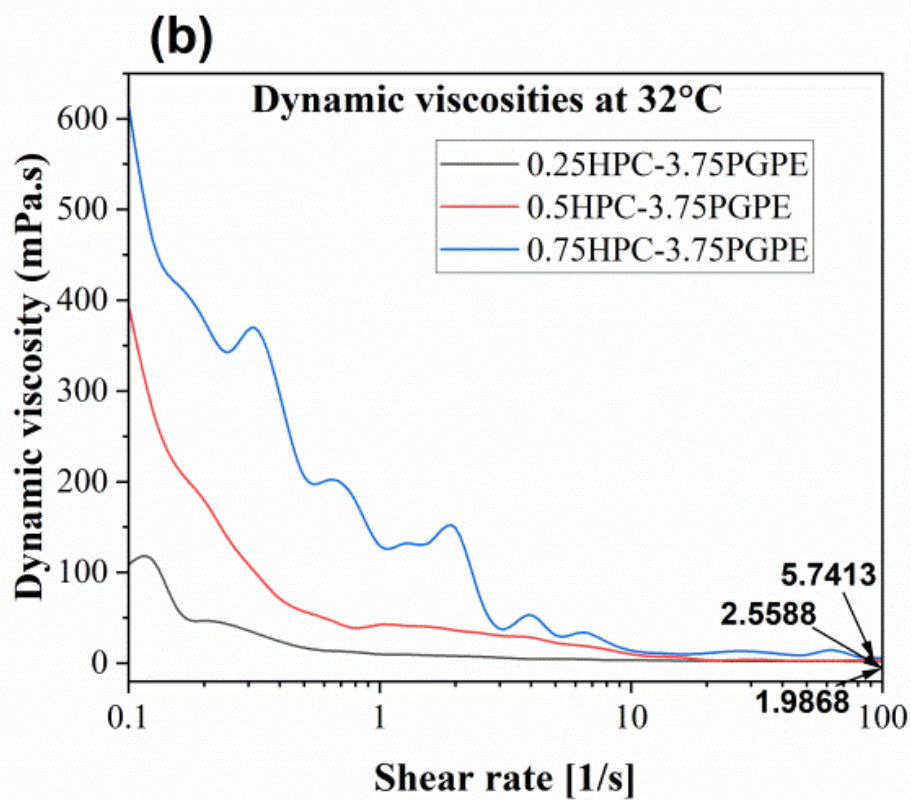 (b)
Dynamic viscosities at 32°C
0.25HPC-3.75PGPE
0.5HPC-3.75PGPE
0.75HPC-3.75PGPE
Dynamic viscosity (mPa.s)
600
500
400
300
200
100
0
5.7413
2.5588
1.9868
0.1
1
10
100
Shear rate [1/s]